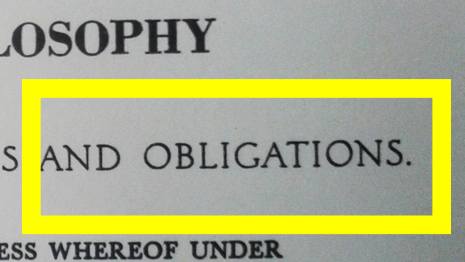 LOSOPHY
S AND OBLIGATIONS.
ESS WHEREOF UNDER